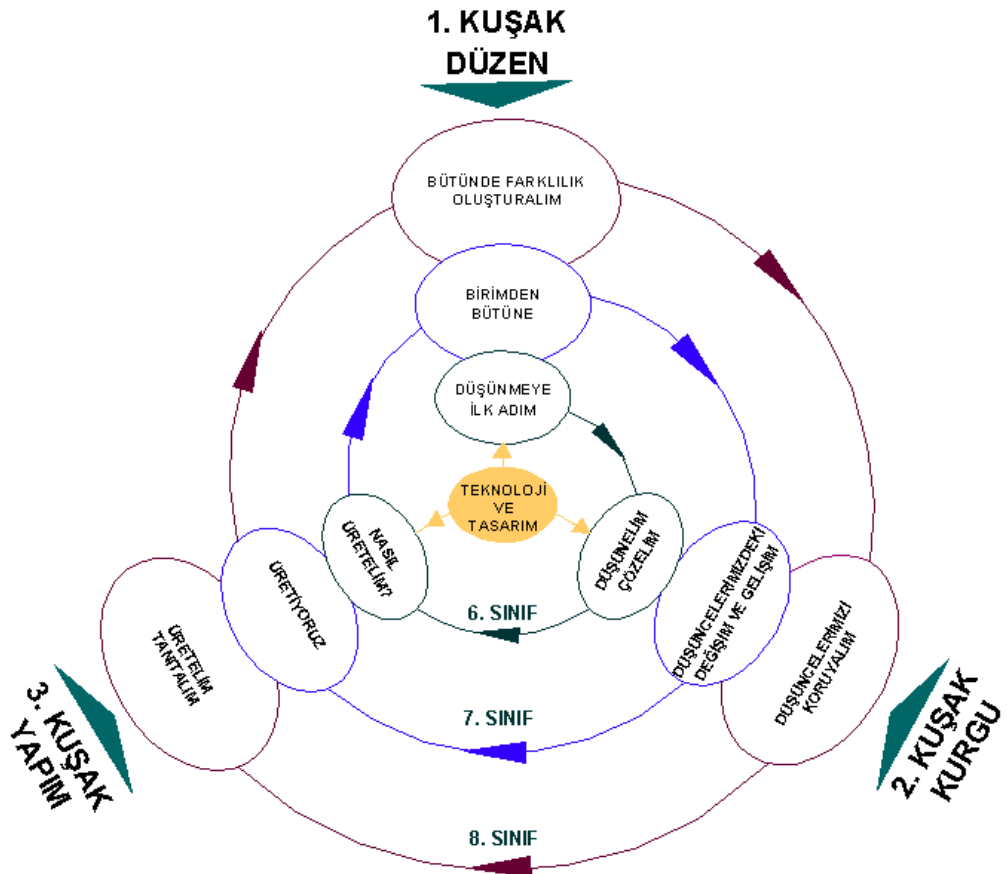 1. KUŞAK
DÜZEN
BÜTÜNDE FARKLILIK
OLUŞTURALIM
BİRİMDEN
BÜTÜNE
DÜŞÜNMEYE
İLK ADIM
TEKNOLOJİ
VE
TASARIM
NASIL
ÜRETELİM?
DÜŞÜNELİM
ÇÖZELİM
ÜRETİYORUZ
DÜŞÜNCELERİMİZDEKİ
DEĞİŞİM VE GELİŞİM
ÜRETELİM
TANITALIM
DÜŞÜNCELERİMİZİ
KORUYALIM
6. SINIF
7. SINIF
8. SINIF
3. KUŞAK
YAPIM
2. KUŞAK
KURGU